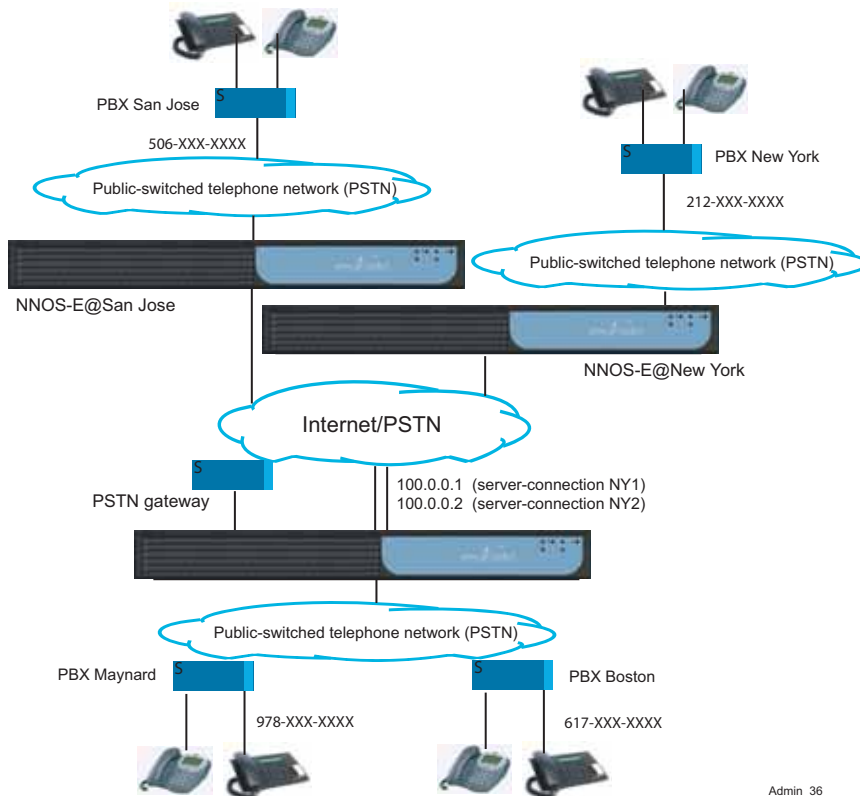 S
PBX San Jose
506-XXX-XXXX
Public-switched telephone network (PSTN)
S
PBX New York
212-XXX-XXXX
Public-switched telephone network (PSTN)
NNOS-E@San Jose
NNOS-E@New York
Internet/PSTN
S
PSTN gateway
100.0.0.1 (server-connection NY1)
100.0.0.2 (server-connection NY2)
Public-switched telephone network (PSTN)
S
PBX Maynard
978-XXX-XXXX
S
PBX Boston
617-XXX-XXXX
Admin 36